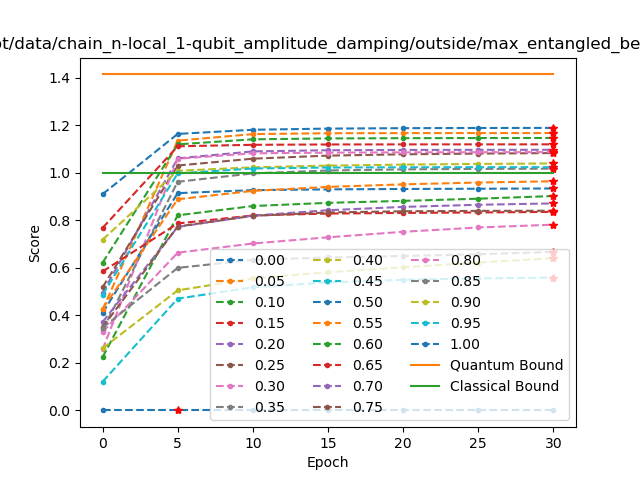 ot/data/chain_n-local_1-qubit_amplitude_damping/outside/max_entangled_be
1.4
1.2
1.0
0.8
0.6
0.4
0.2
0.0
Score
0.00 0.40 0.80
0.05 0.45 0.85
0.10 0.50 0.90
0.15 0.55 0.95
0.20 0.60 1.00
0.25 0.65 Quantum Bound
0.30 0.70 Classical Bound
0.35 0.75
0 5 10 15 20 25 30
Epoch